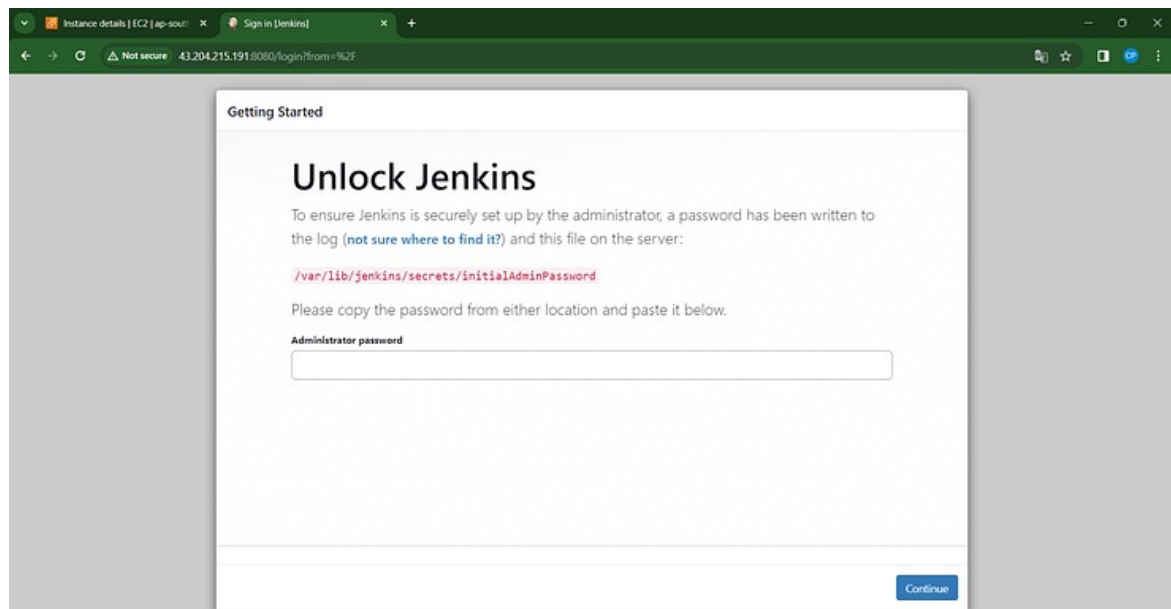 Instance details | EC2 | ap-sout
Sign in [Jenkins]
Not secure 43.204.215.191:8080/login?from=%2F
CP
Getting Started
Unlock Jenkins
To ensure Jenkins is securely set up by the administrator, a password has been written to
the log (not sure where to find it?) and this file on the server:
/var/lib/jenkins/secrets/initialAdminPassword
Please copy the password from either location and paste it below.
Administrator password
Continue